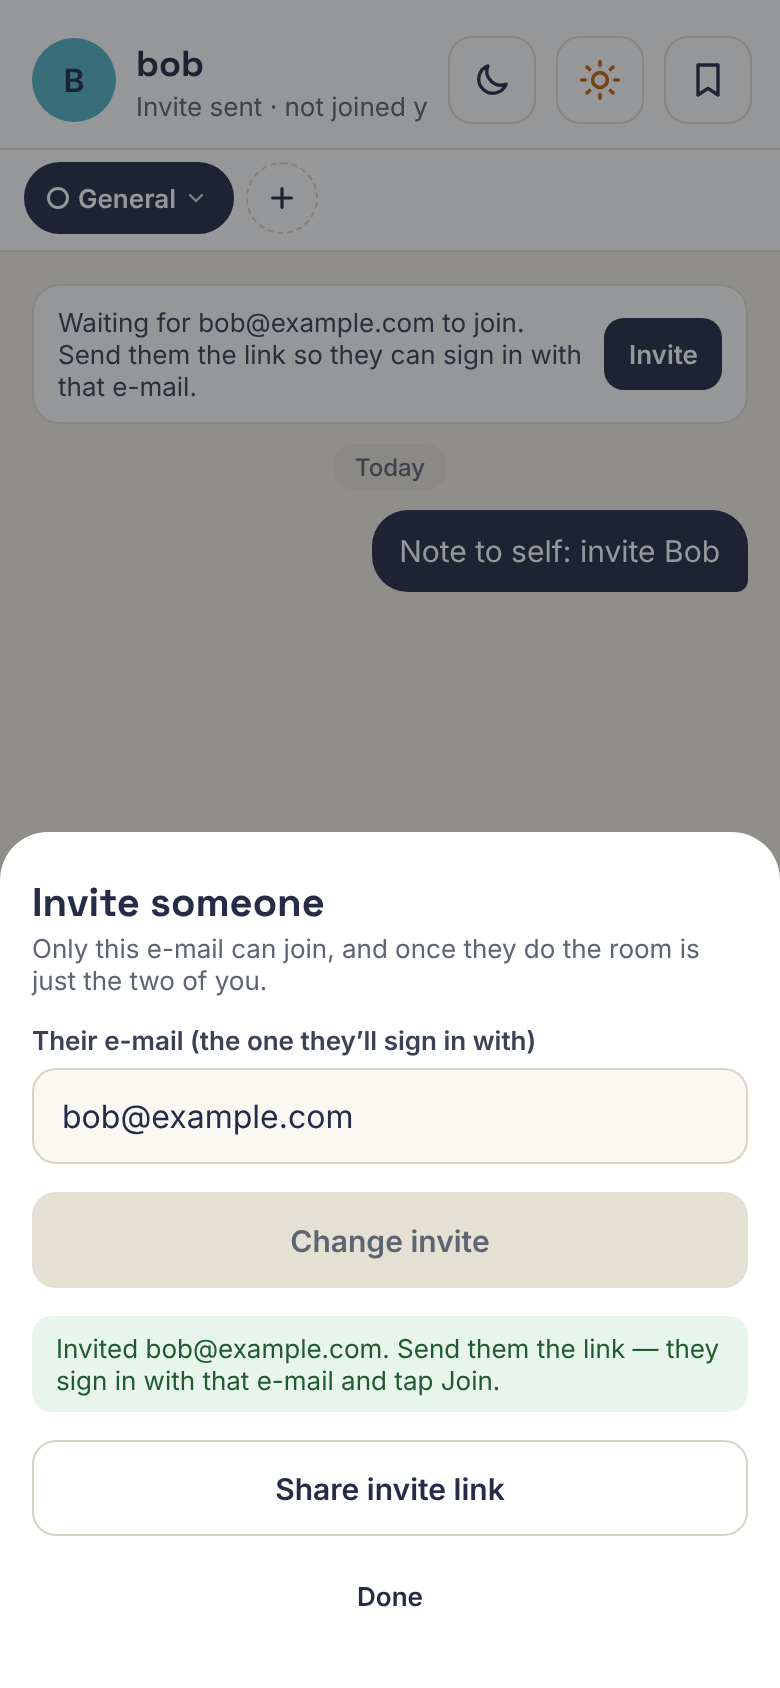 B
bob
Invite sent · not joined y
General
Waiting for bob@example.com to join.
Send them the link so they can sign in with
that e-mail.
Invite
Today
Note to self: invite Bob
Invite someone
Only this e-mail can join, and once they do the room is
just the two of you.
Their e-mail (the one they’ll sign in with)
bob@example.com
Change invite
Invited bob@example.com. Send them the link — they
sign in with that e-mail and tap Join.
Share invite link
Done